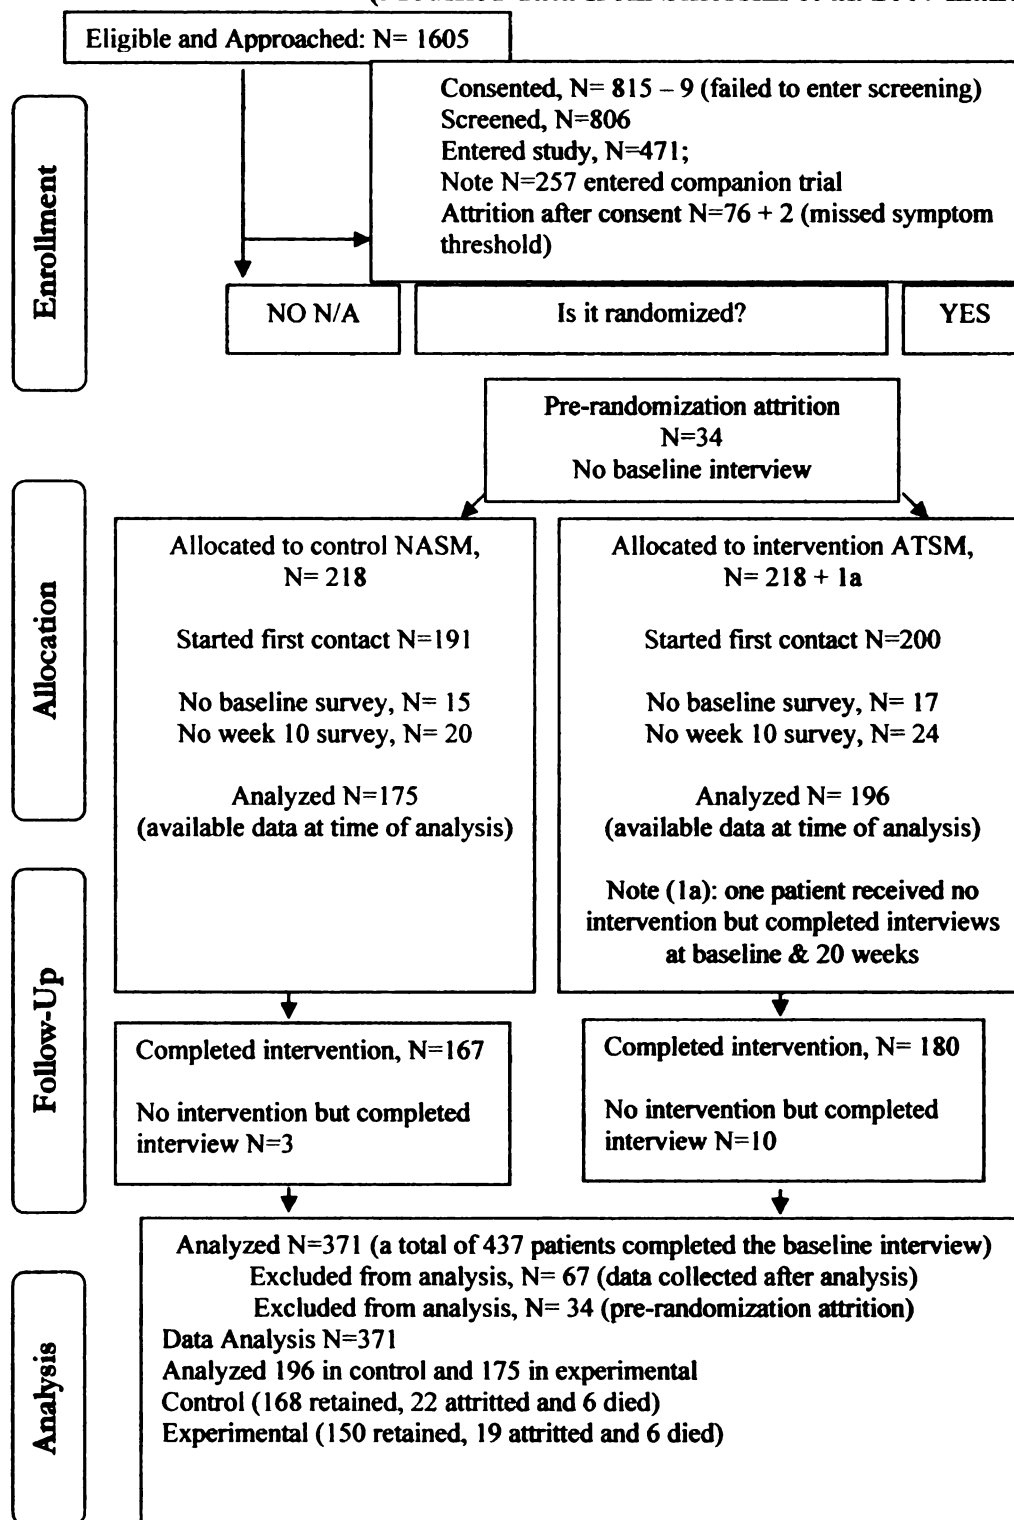 Eligible and Approached: N= 1605
Consented, N= 815 – 9 (failed to enter screening)
Screened, N=806
Entered study, N=471;
Note N=257 entered companion trial
Attrition after consent N=76 + 2 (missed symptom
threshold)
Enrollment
NO N/A
Is it randomized?
YES
Pre-randomization attrition
N=34
No baseline interview
Allocation
Allocated to control NASM,
N= 218
Started first contact N=191
No baseline survey, N= 15
No week 10 survey, N= 20
Analyzed N=175
(available data at time of analysis)
Allocated to intervention ATSM,
N= 218 + 1a
Started first contact N=200
No baseline survey, N= 17
No week 10 survey, N= 24
Analyzed N= 196
(available data at time of analysis)
Note (1a): one patient received no
intervention but completed interviews
at baseline & 20 weeks
Follow-Up
Completed intervention, N=167
No intervention but completed
interview N=3
Completed intervention, N= 180
No intervention but completed
interview N=10
Analysis
Analyzed N=371 (a total of 437 patients completed the baseline interview)
Excluded from analysis, N= 67 (data collected after analysis)
Excluded from analysis, N= 34 (pre-randomization attrition)
Data Analysis N=371
Analyzed 196 in control and 175 in experimental
Control (168 retained, 22 attritted and 6 died)
Experimental (150 retained, 19 attritted and 6 died)